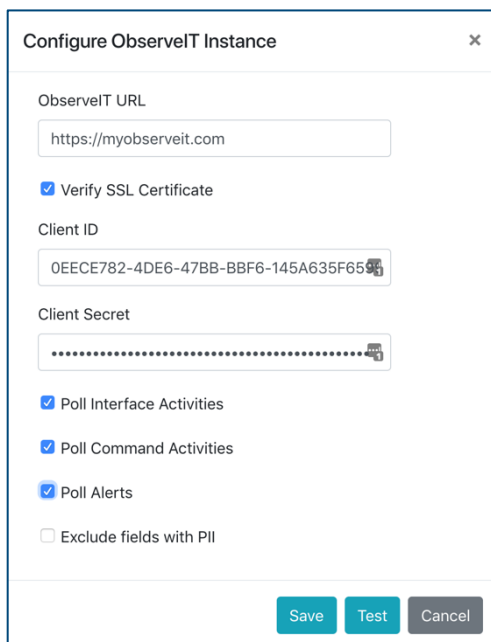 Configure ObserveIT Instance ×
ObserveIT URL
https://myobserveit.com
Verify SSL Certificate
Client ID
0EECE782-4DE6-47BB-BBF6-145A635F659
Client Secret
••••••••••••••••••••••••••••••••••••••••••••••
Poll Interface Activities
Poll Command Activities
Poll Alerts
Exclude fields with PII
Save Test Cancel